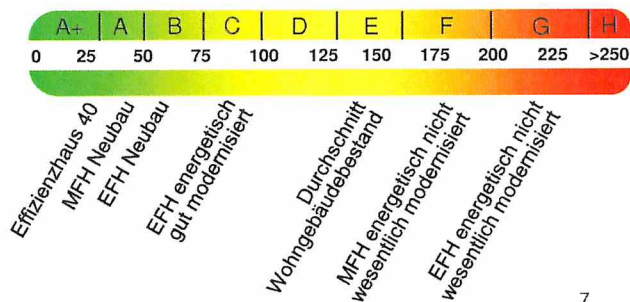 A+ A B C D E F G H
0 25 50 75 100 125 150 175 200 225 >250
Effizienzhaus 40
MFH Neubau
EFH Neubau
EFH energetisch
gut modernisiert
Durchschnitt
Wohngebäudebestand
MFH energetisch nicht
wesentlich modernisiert
EFH energetisch nicht
wesentlich modernisiert
7